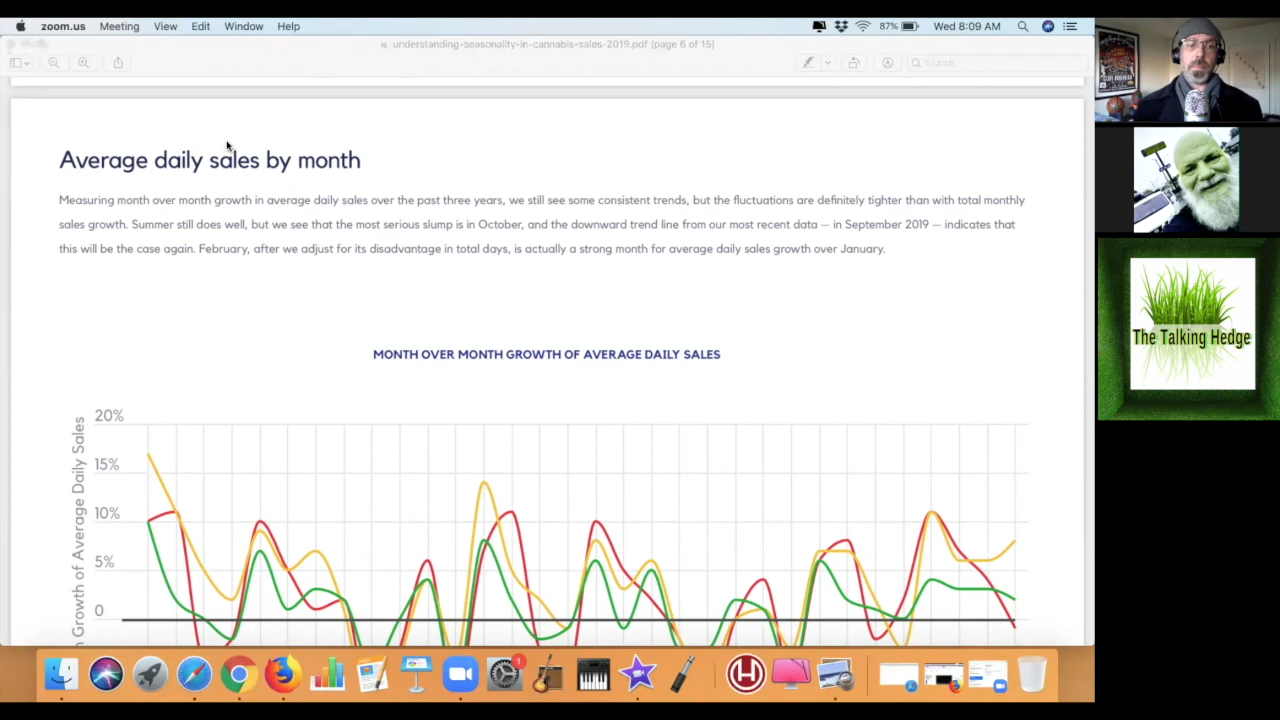 zoom.us Meeting View Edit Window Help 87% Wed 8:09 AM
understanding-seasonality-in-cannabis-sales-2019.pdf (page 6 of 15)
Search
Average daily sales by month
Measuring month over month growth in average daily sales over the past three years, we still see some consistent trends, but the fluctuations are definitely tighter than with total monthly
sales growth. Summer still does well, but we see that the most serious slump is in October, and the downward trend line from our most recent data — in September 2019 — indicates that
this will be the case again. February, after we adjust for its disadvantage in total days, is actually a strong month for average daily sales growth over January.
MONTH OVER MONTH GROWTH OF AVERAGE DAILY SALES
20%
15%
10%
5%
0
Growth of Average Daily Sales
1
The Talking Hedge